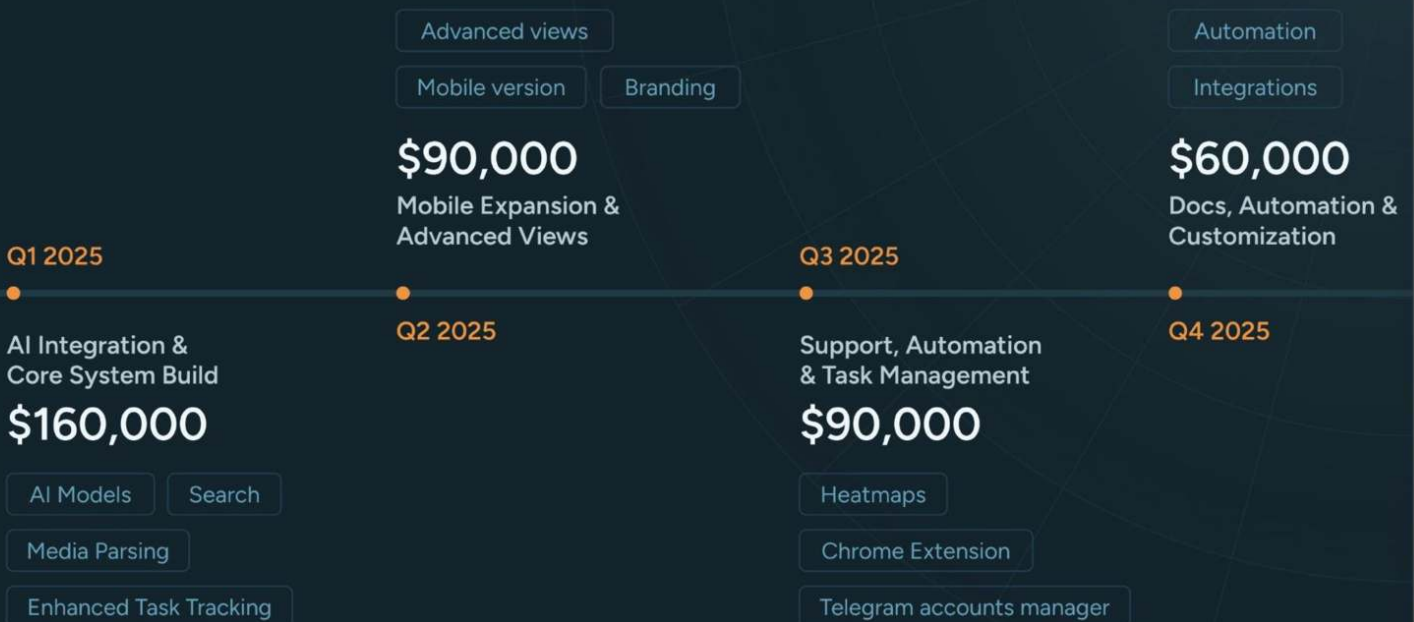 Advanced views
Mobile version
Branding
$90,000
Mobile Expansion &
Advanced Views
Q2 2025
Automation
Integrations
$60,000
Docs, Automation &
Customization
Q4 2025
Q1 2025
AI Integration &
Core System Build
$160,000
AI Models
Search
Media Parsing
Enhanced Task Tracking
Q3 2025
Support, Automation
& Task Management
$90,000
Heatmaps
Chrome Extension
Telegram accounts manager